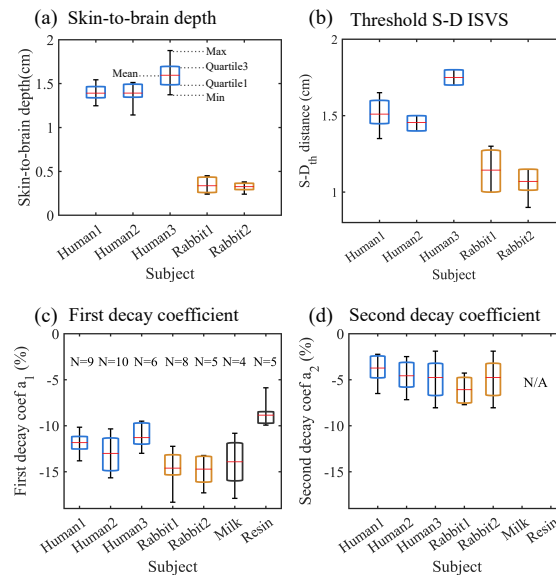 (a) Skin-to-brain depth
Skin-to-brain depth(cm)
2
1.5
1
0.5
0
Max
Quartile3
Mean
Quartile1
Min
Human1
Human2
Human3
Rabbit1
Rabbit2
Subject
(b) Threshold S-D ISVS
S-Dth distance (cm)
2
1.5
1
Human1
Human2
Human3
Rabbit1
Rabbit2
Subject
(c) First decay coefficient
First decay coef a1 (%)
0
-5
-10
-15
N=9 N=10 N=6 N=8 N=5 N=4 N=5
Human1
Human2
Human3
Rabbit1
Rabbit2
Milk
Resin
Subject
(d) Second decay coefficient
Second decay coef a2 (%)
0
-5
-10
-15
N/A
Human1
Human2
Human3
Rabbit1
Rabbit2
Milk
Resin
Subject